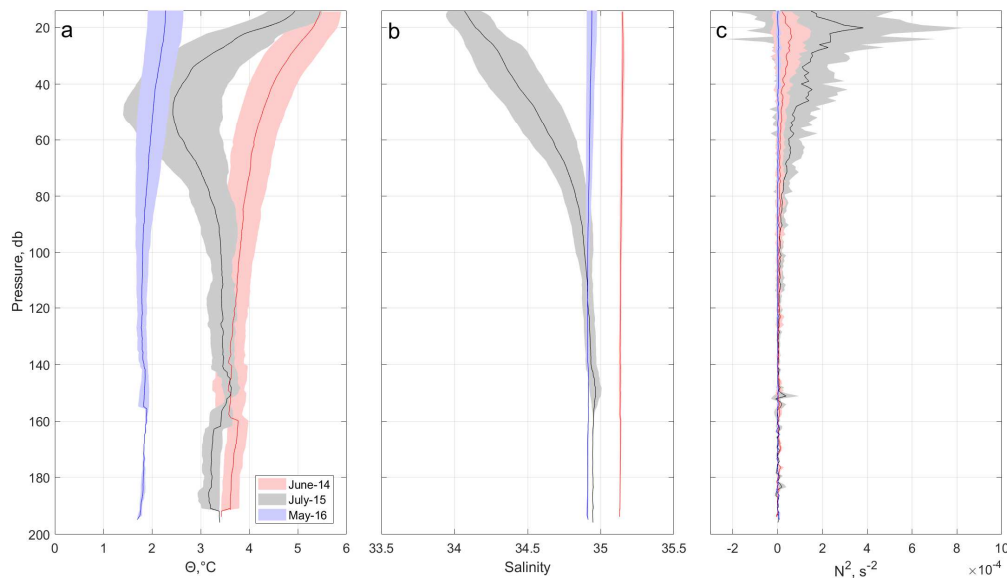 a
b
c
20
40
60
80
100
120
140
160
180
200
Pressure, db
June-14
July-15
May-16
0 1 2 3 4 5 6
Θ,°C
33.5 34 34.5 35 35.5
Salinity
-2 0 2 4 6 8 10
N², s⁻²
×10⁻⁴